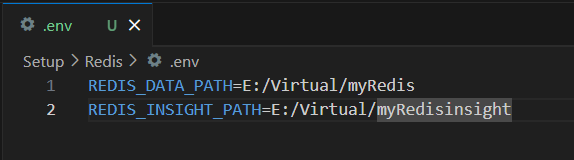 .env U
Setup > Redis > .env
1 REDIS_DATA_PATH=E:/Virtual/myRedis
2 REDIS_INSIGHT_PATH=E:/Virtual/myRedisinsight